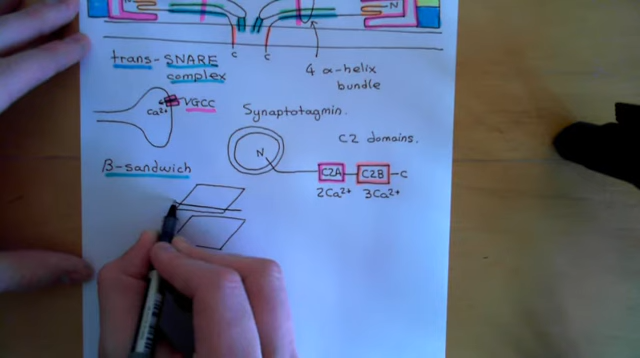 N
C C
trans-SNARE
complex
4 α-helix
bundle
VGCC
Ca²⁺
Synaptotagmin.
C2 domains.
N
C2A C2B C
2Ca²⁺ 3Ca²⁺
β-sandwich